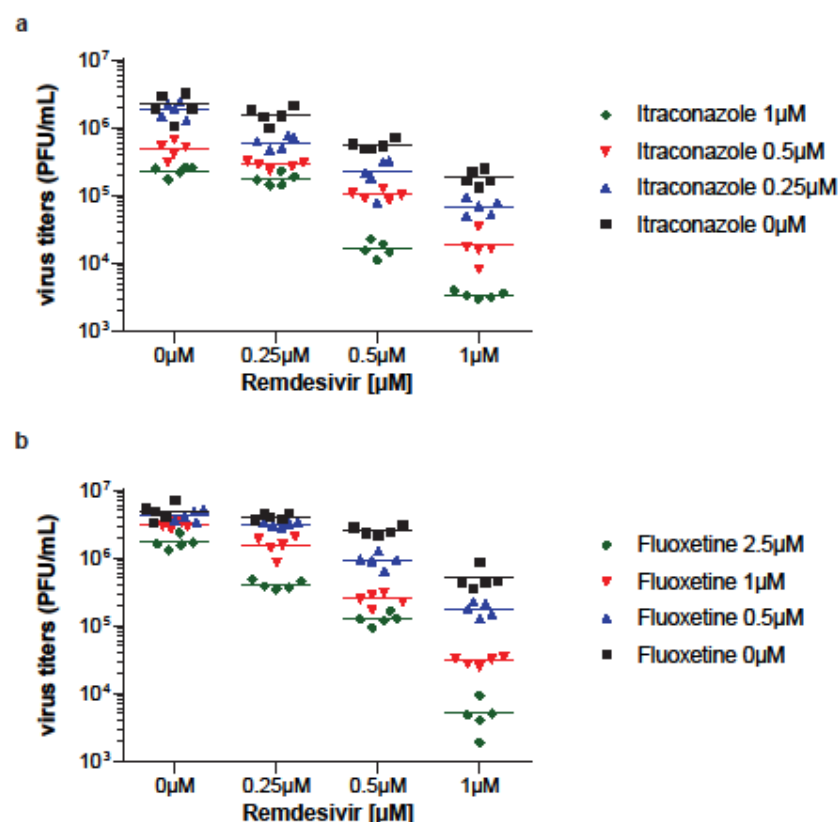 a
virus titers (PFU/mL)
10⁷
10⁶
10⁵
10⁴
10³
0µM 0.25µM 0.5µM 1µM
Remdesivir [µM]
Itraconazole 1µM
Itraconazole 0.5µM
Itraconazole 0.25µM
Itraconazole 0µM
b
virus titers (PFU/mL)
10⁷
10⁶
10⁵
10⁴
10³
0µM 0.25µM 0.5µM 1µM
Remdesivir [µM]
Fluoxetine 2.5µM
Fluoxetine 1µM
Fluoxetine 0.5µM
Fluoxetine 0µM